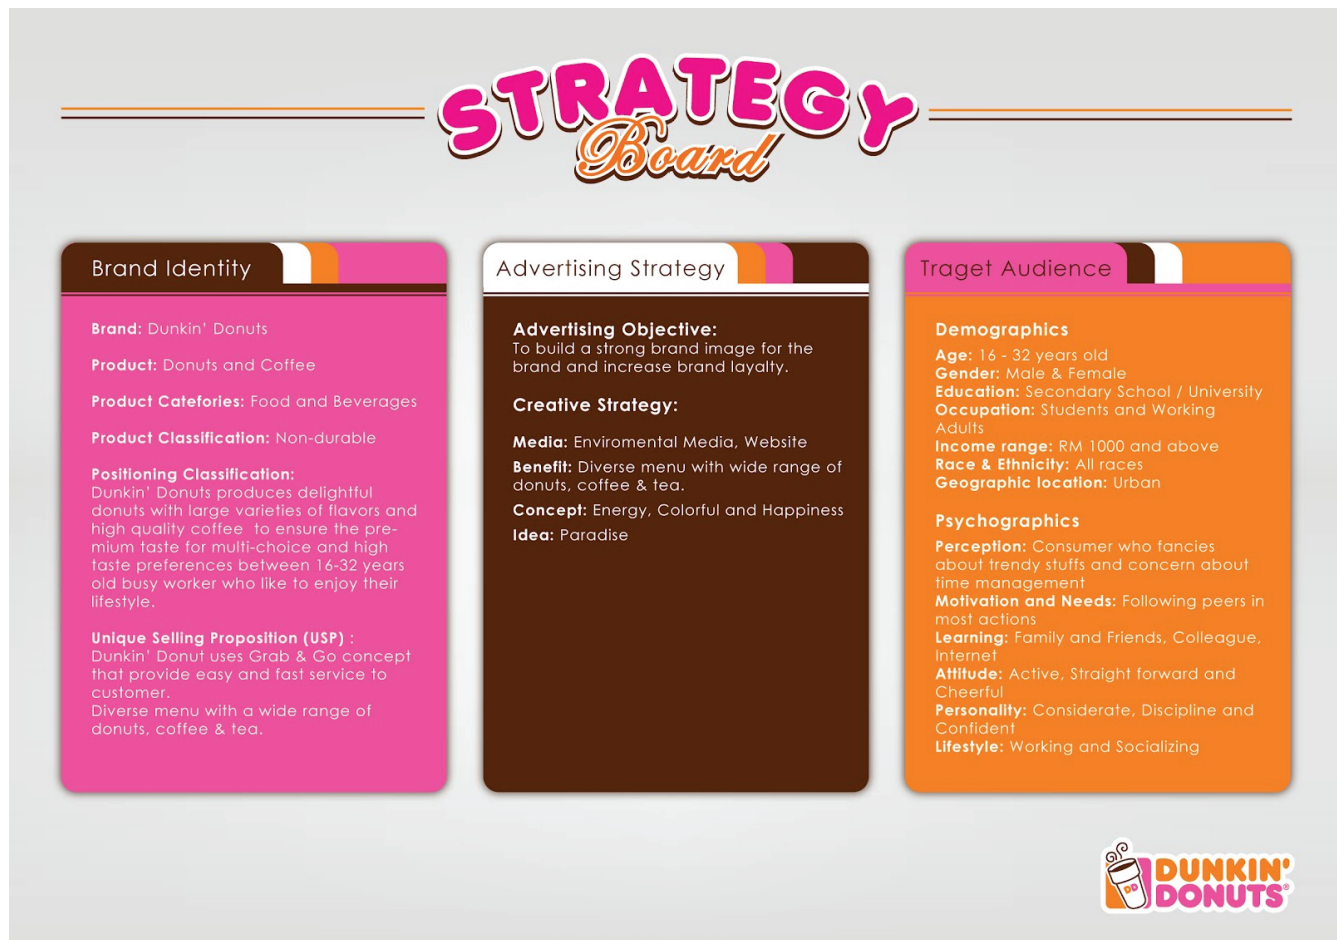 STRATEGY
Board
Brand Identity
Brand: Dunkin' Donuts
Product: Donuts and Coffee
Product Catefories: Food and Beverages
Product Classification: Non-durable
Positioning Classification:
Dunkin' Donuts produces delightful
donuts with large varieties of flavors and
high quality coffee to ensure the pre-
mium taste for multi-choice and high
taste preferences between 16-32 years
old busy worker who like to enjoy their
lifestyle.
Unique Selling Proposition (USP) :
Dunkin' Donut uses Grab & Go concept
that provide easy and fast service to
customer.
Diverse menu with a wide range of
donuts, coffee & tea.
Advertising Strategy
Advertising Objective:
To build a strong brand image for the
brand and increase brand layalty.
Creative Strategy:
Media: Enviromental Media, Website
Benefit: Diverse menu with wide range of
donuts, coffee & tea.
Concept: Energy, Colorful and Happiness
Idea: Paradise
Traget Audience
Demographics
Age: 16 - 32 years old
Gender: Male & Female
Education: Secondary School / University
Occupation: Students and Working
Adults
Income range: RM 1000 and above
Race & Ethnicity: All races
Geographic location: Urban
Psychographics
Perception: Consumer who fancies
about trendy stuffs and concern about
time management
Motivation and Needs: Following peers in
most actions
Learning: Family and Friends, Colleague,
Internet
Attitude: Active, Straight forward and
Cheerful
Personality: Considerate, Discipline and
Confident
Lifestyle: Working and Socializing
DD
DUNKIN'
DONUTS®